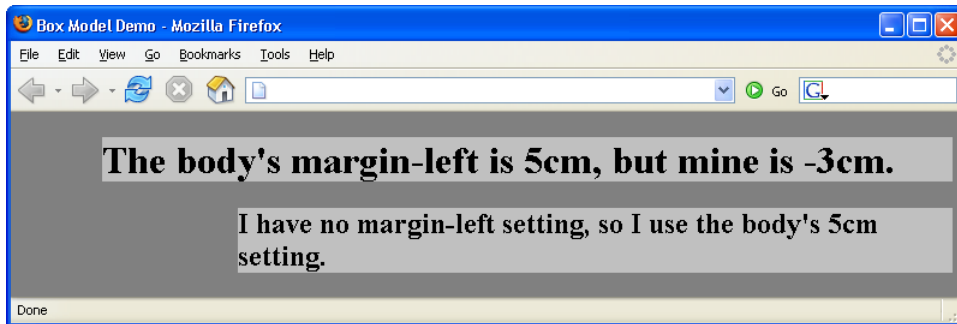 Box Model Demo - Mozilla Firefox
File Edit View Go Bookmarks Tools Help
Go G
The body's margin-left is 5cm, but mine is -3cm.
I have no margin-left setting, so I use the body's 5cm
setting.
Done